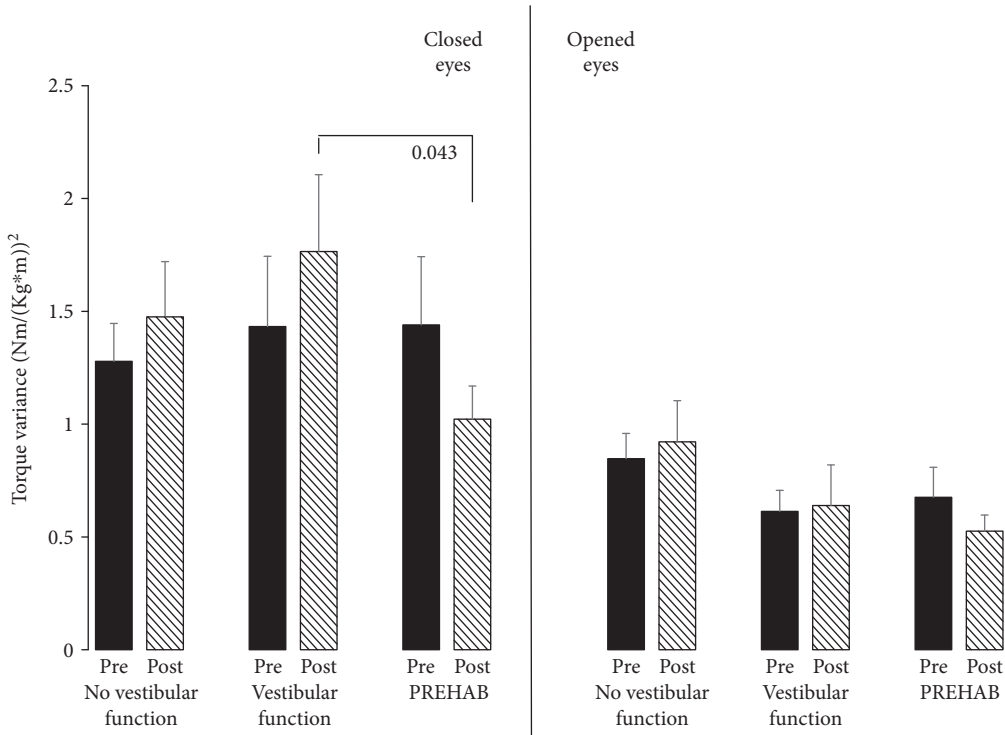 Closed
eyes
Opened
eyes
Torque variance (Nm/(Kg*m))²
2.5
2
1.5
1
0.5
0
0.043
Pre Post Pre Post Pre Post
No vestibular
function
Vestibular
function
PREHAB
Pre Post Pre Post Pre Post
No vestibular
function
Vestibular
function
PREHAB